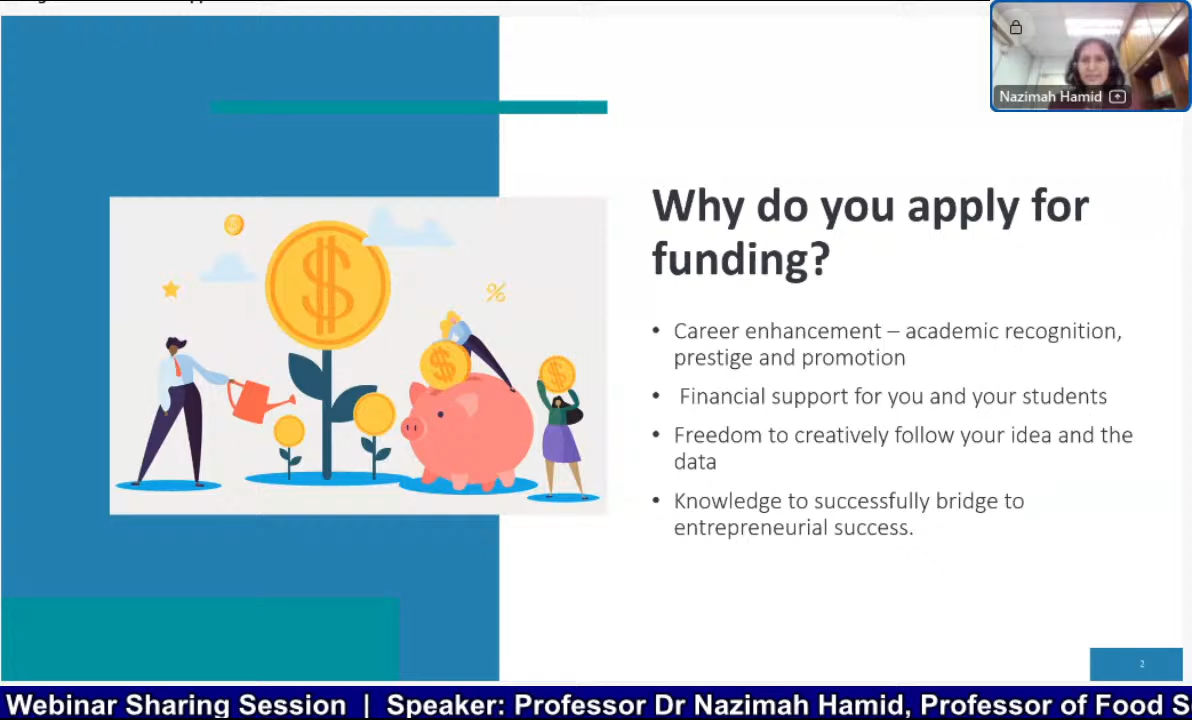 Nazimah Hamid
Why do you apply for
funding?
• Career enhancement – academic recognition,
prestige and promotion
• Financial support for you and your students
• Freedom to creatively follow your idea and the
data
• Knowledge to successfully bridge to
entrepreneurial success.
$
$
$
$
%
2
Webinar Sharing Session | Speaker: Professor Dr Nazimah Hamid, Professor of Food S